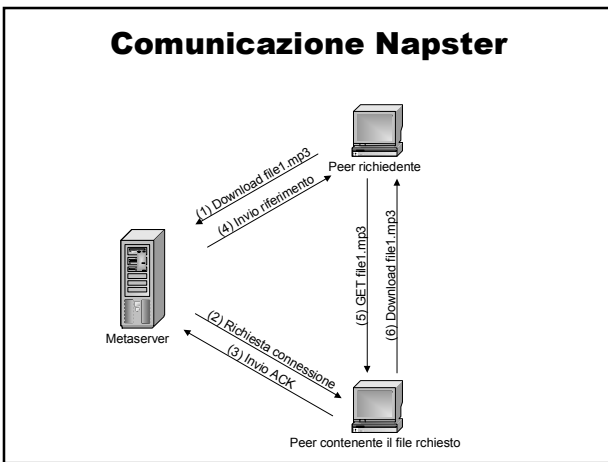 Comunicazione Napster
Peer richiedente
(1) Download file1.mp3
(4) Invio riferimento
(5) GET file1.mp3
(6) Download file1.mp3
Metaserver
(2) Richiesta connessione
(3) Invio ACK
Peer contenente il file rchiesto